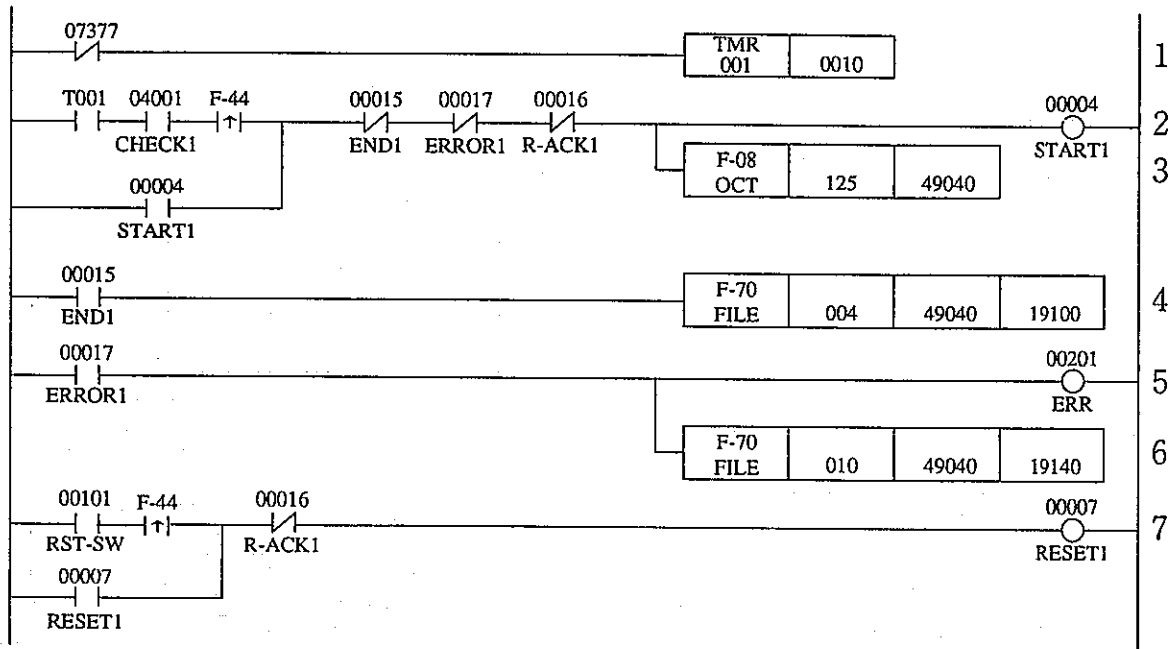 07377
TMR
001 0010
1
T001 04001 F-44 00015 00017 00016 00004
↑
CHECK1 END1 ERROR1 R-ACK1 START1
2
F-08
OCT 125 49040
3
00004
START1
00015
END1
F-70
FILE 004 49040 19100
4
00017
ERROR1
00201
ERR
5
F-70
FILE 010 49040 19140
6
00101 F-44 00016 00007
↑
RST-SW R-ACK1 RESET1
7
00007
RESET1